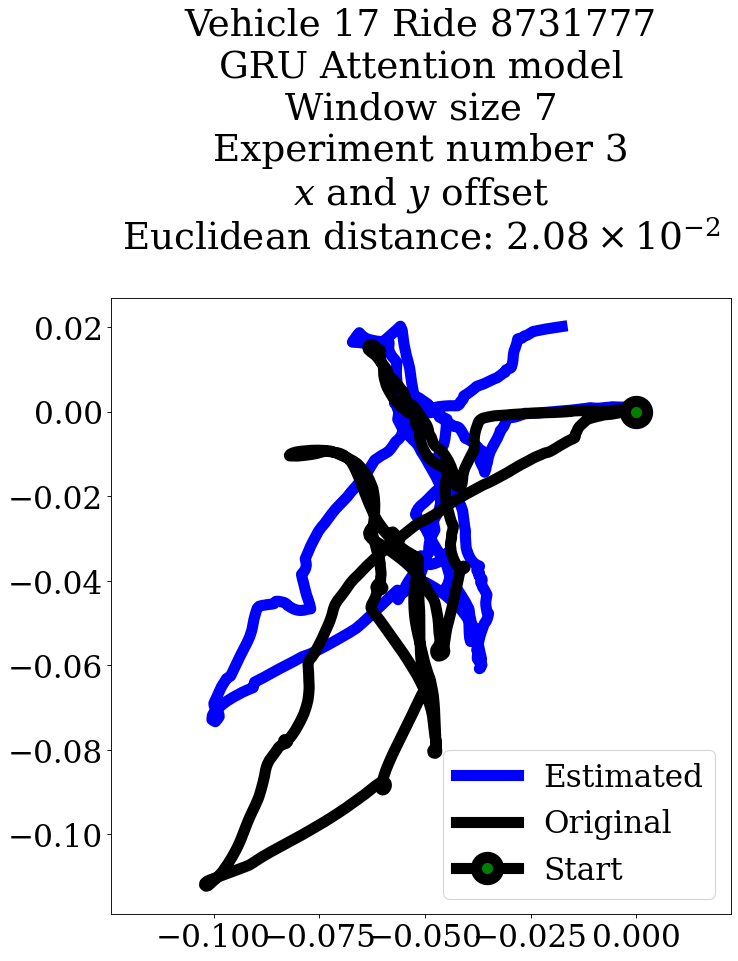 Vehicle 17 Ride 8731777
GRU Attention model
Window size 7
Experiment number 3
x and y offset
Euclidean distance: 2.08 × 10⁻²
0.02
0.00
−0.02
−0.04
−0.06
−0.08
−0.10
Estimated
Original
Start
−0.100 −0.075 −0.050 −0.025 0.000